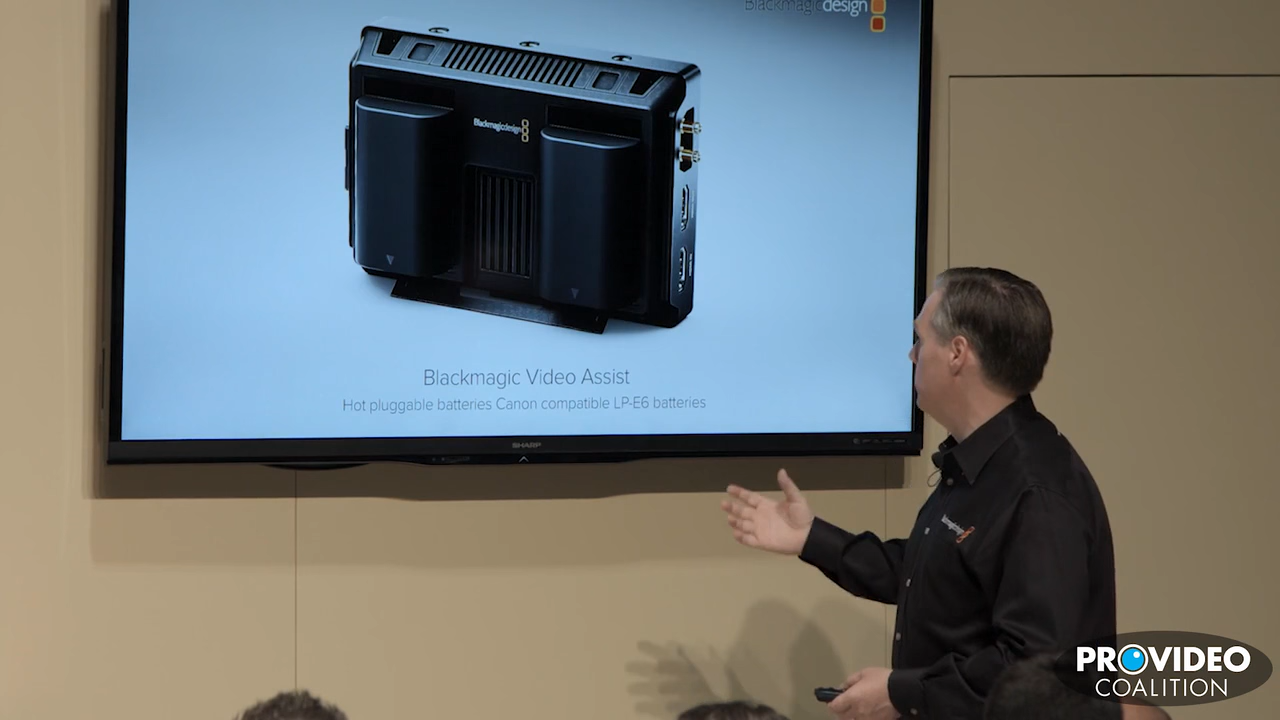 Blackmagicdesign
Blackmagicdesign
Blackmagic Video Assist
Hot pluggable batteries Canon compatible LP-E6 batteries
SHARP
PROVIDEO
COALITION